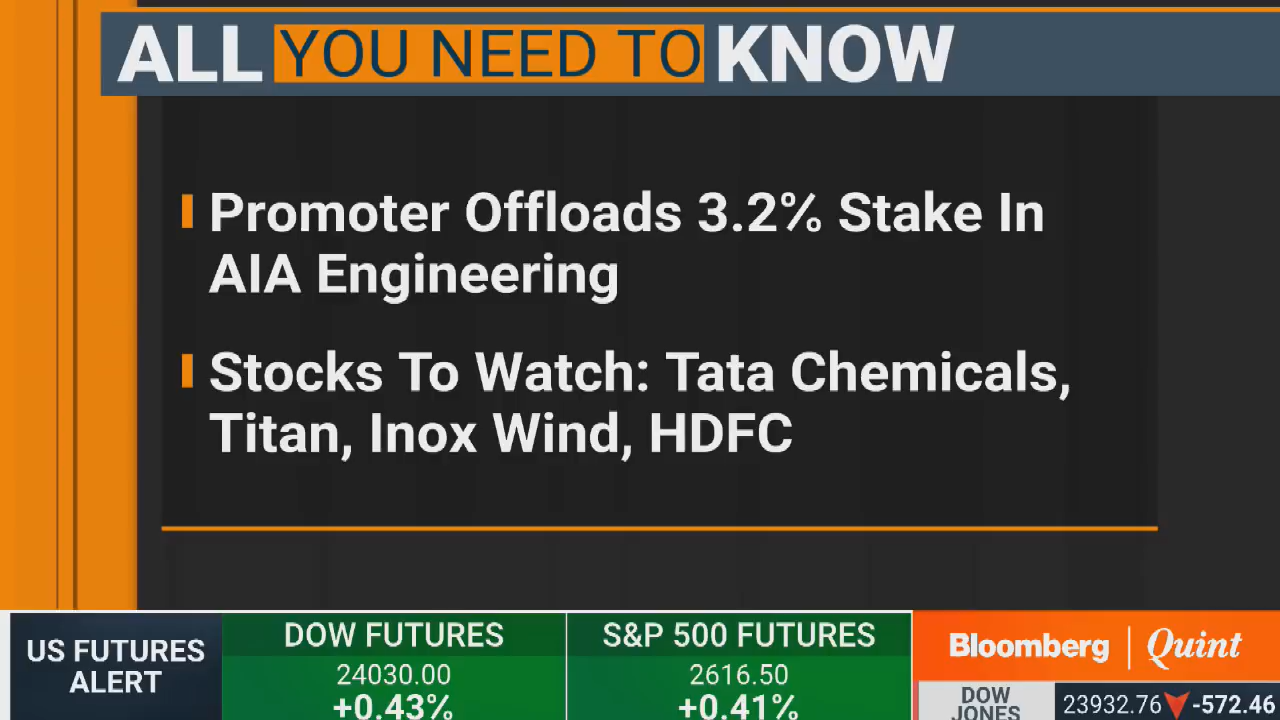 ALL YOU NEED TO KNOW
Promoter Offloads 3.2% Stake In
AIA Engineering
Stocks To Watch: Tata Chemicals,
Titan, Inox Wind, HDFC
US FUTURES
ALERT
DOW FUTURES
24030.00
+0.43%
S&P 500 FUTURES
2616.50
+0.41%
Bloomberg | Quint
DOW
JONES
23932.76 -572.46